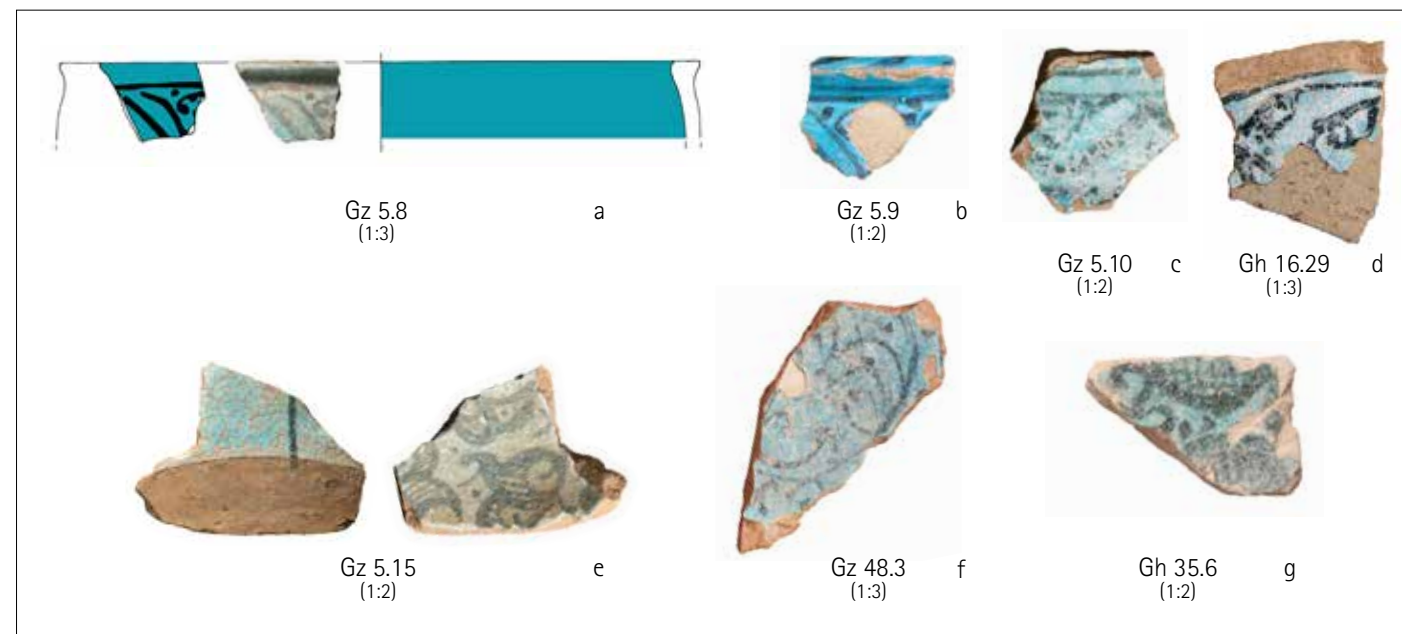 Gz 5.8 a
(1:3)
Gz 5.9 b
(1:2)
Gz 5.10 c
(1:2)
Gh 16.29 d
(1:3)
Gz 5.15 e
(1:2)
Gz 48.3 f
(1:3)
Gh 35.6 g
(1:2)